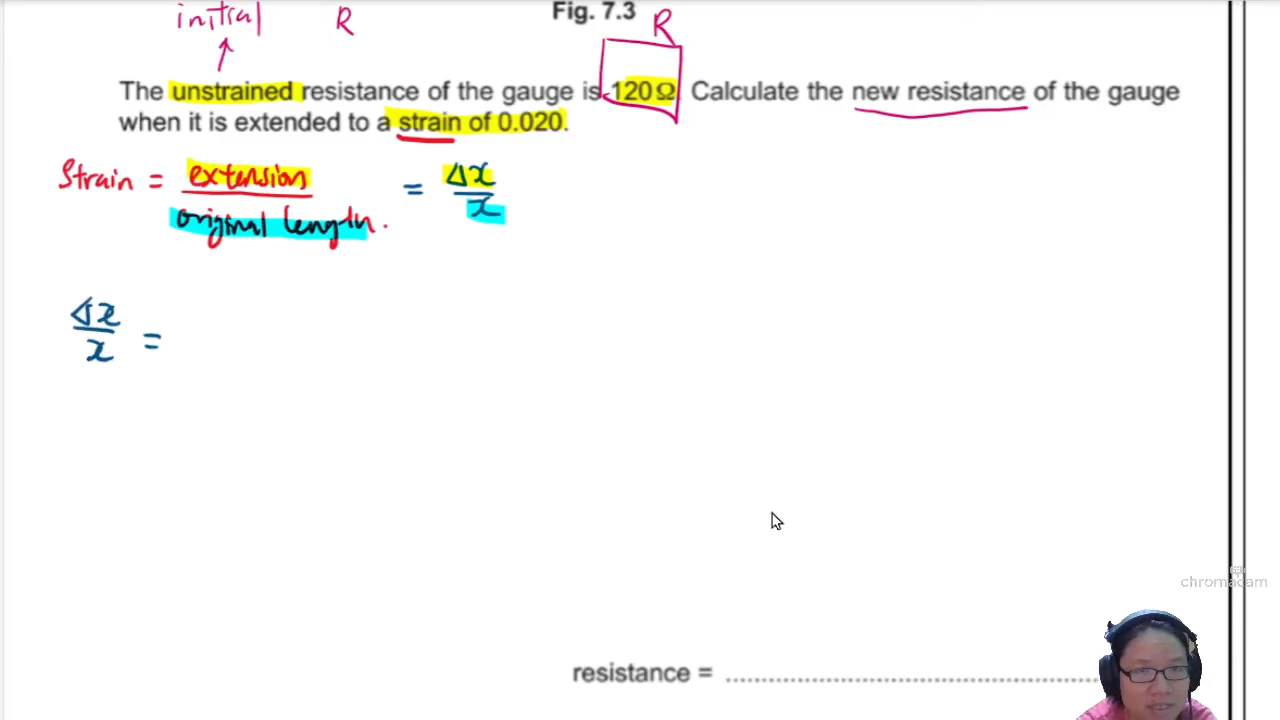 initial R
Fig. 7.3
R
The unstrained resistance of the gauge is 120 Ω. Calculate the new resistance of the gauge
when it is extended to a strain of 0.020.
Strain = extension / original length. = Δx / x
Δx / x =
chromadam
resistance = ................................................